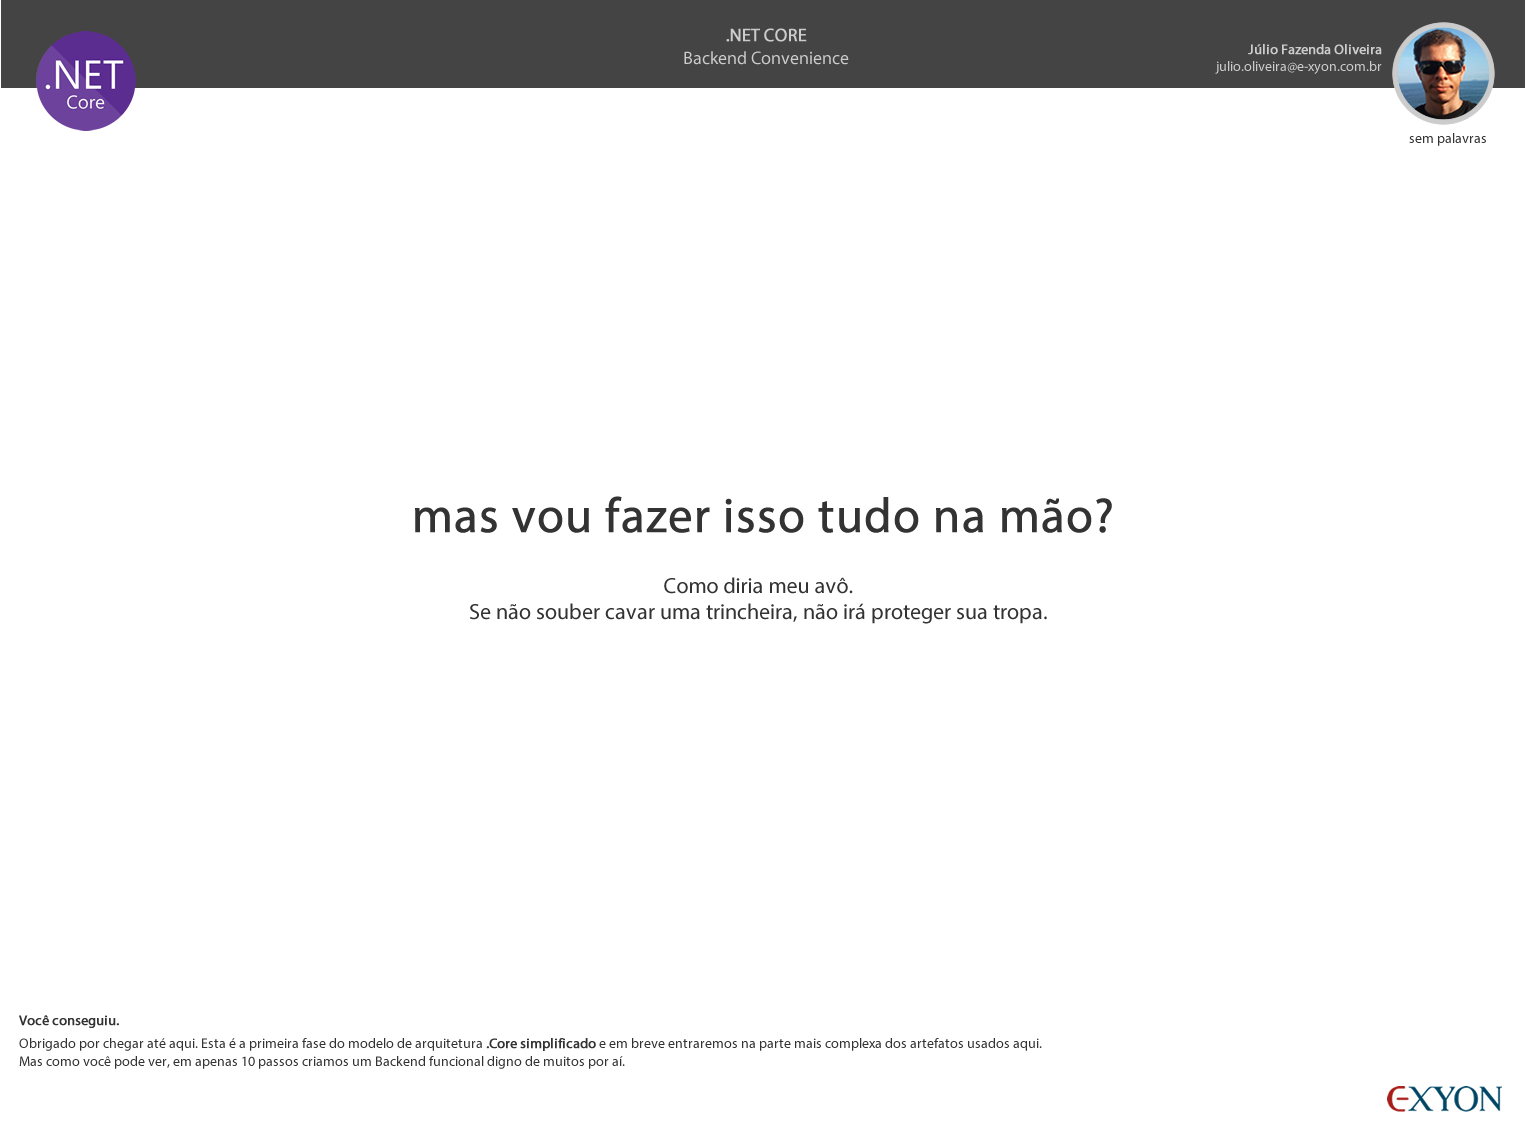 .NET
Core
.NET CORE
Backend Convenience
Júlio Fazenda Oliveira
julio.oliveira@e-xyon.com.br
sem palavras
mas vou fazer isso tudo na mão?
Como diria meu avô.
Se não souber cavar uma trincheira, não irá proteger sua tropa.
Você conseguiu.
Obrigado por chegar até aqui. Esta é a primeira fase do modelo de arquitetura .Core simplificado e em breve entraremos na parte mais complexa dos artefatos usados aqui.
Mas como você pode ver, em apenas 10 passos criamos um Backend funcional digno de muitos por aí.
E-XYON